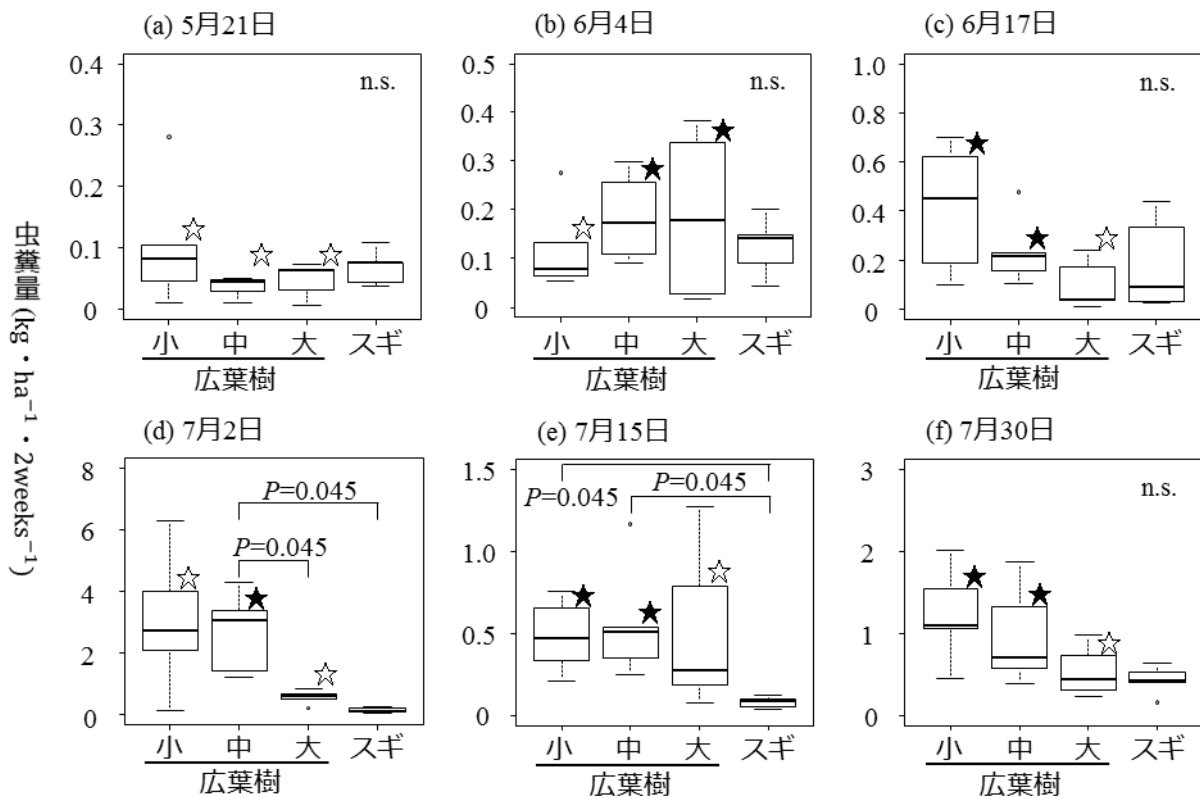 虫糞量 (kg・ha⁻¹・2weeks⁻¹)
(a) 5月21日
n.s.
0.4
0.3
0.2
0.1
0
小 中 大 スギ
広葉樹
(b) 6月4日
n.s.
0.5
0.4
0.3
0.2
0.1
0
小 中 大 スギ
広葉樹
(c) 6月17日
n.s.
1.0
0.8
0.6
0.4
0.2
0
小 中 大 スギ
広葉樹
(d) 7月2日
8
6
4
2
0
P=0.045
P=0.045
小 中 大 スギ
広葉樹
(e) 7月15日
1.5
1.0
0.5
0
P=0.045
P=0.045
小 中 大 スギ
広葉樹
(f) 7月30日
n.s.
3
2
1
0
小 中 大 スギ
広葉樹